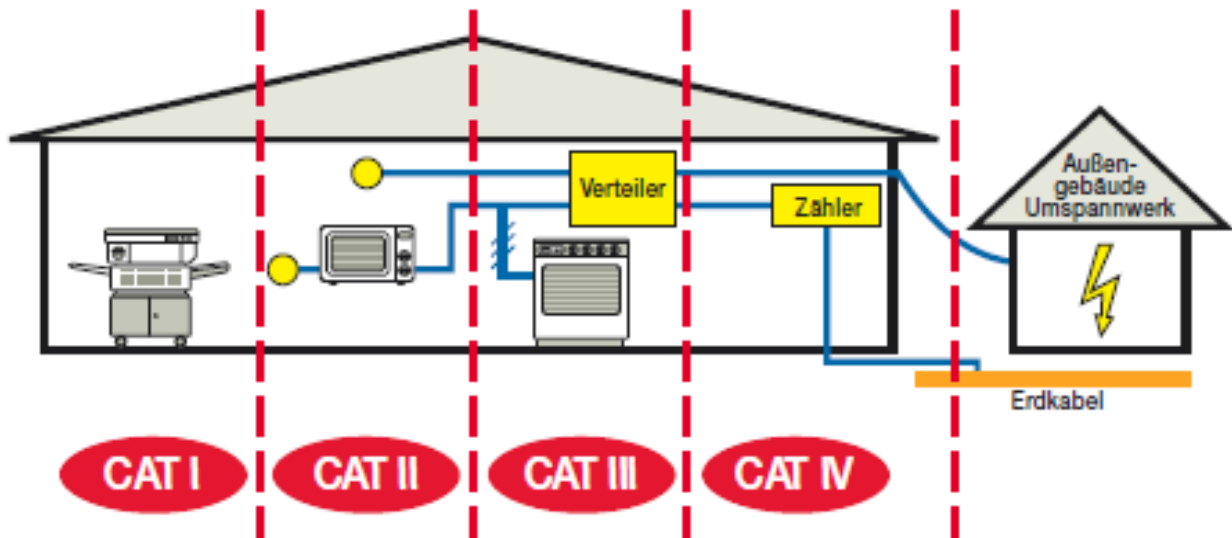 Außen-
gebäude
Umspannwerk
Verteiler
Zähler
Erdkabel
CAT I
CAT II
CAT III
CAT IV